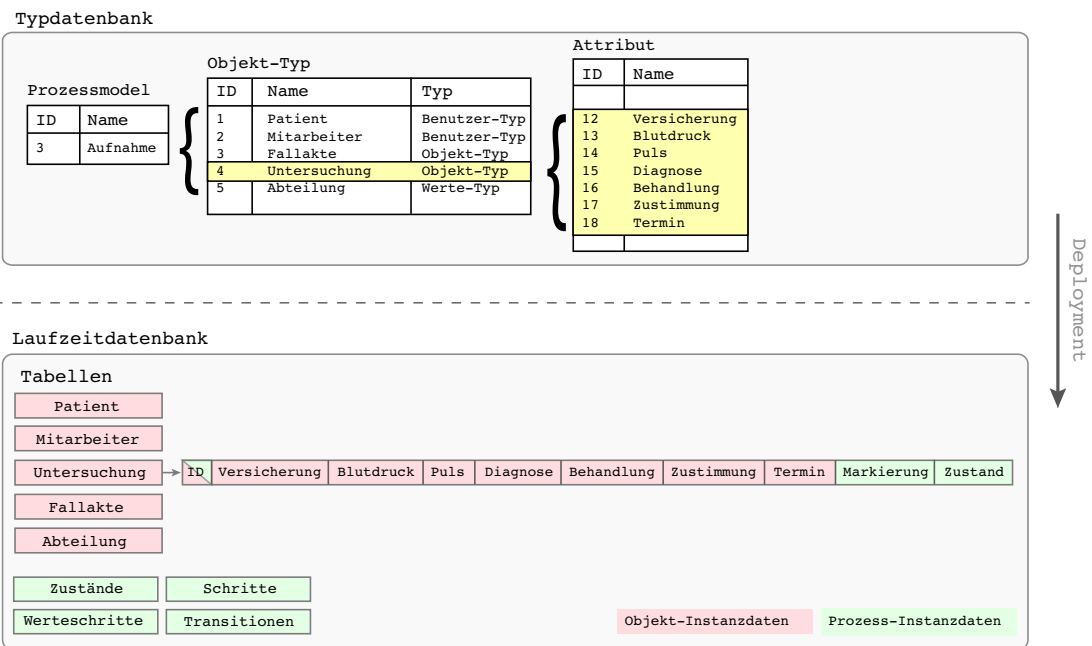 Typdatenbank
Prozessmodel
ID Name
3 Aufnahme
Objekt-Typ
ID Name Typ
1 Patient Benutzer-Typ
2 Mitarbeiter Benutzer-Typ
3 Fallakte Objekt-Typ
4 Untersuchung Objekt-Typ
5 Abteilung Werte-Typ
Attribut
ID Name
12 Versicherung
13 Blutdruck
14 Puls
15 Diagnose
16 Behandlung
17 Zustimmung
18 Termin
Deployment
Laufzeitdatenbank
Tabellen
Patient
Mitarbeiter
Untersuchung
ID Versicherung Blutdruck Puls Diagnose Behandlung Zustimmung Termin Markierung Zustand
Fallakte
Abteilung
Zustände Schritte
Werteschritte Transitionen
Objekt-Instanzdaten Prozess-Instanzdaten